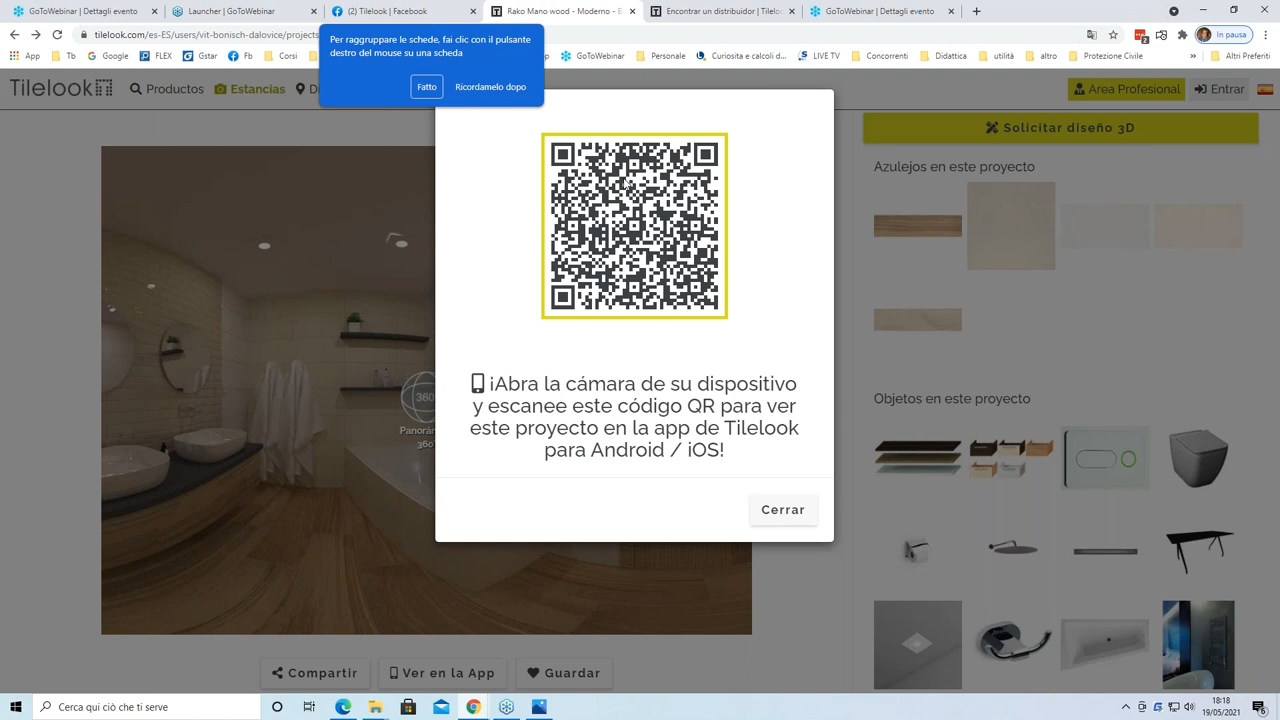 GoToWebinar | Dettagli evento
Launcher | GoToWebinar
(2) Facebook
Rako Mano wood - B
Encontrar un distribuidor | Tilelo
GoToWebinar | Dettagli evento
tilelook.com/es-ES/users/vit-bonisch-dalovice/projects
In pausa
App
Tb
Google
FLEX
Gstar
Fb
GoToWebinar
Personale
Curiosita e calcoli d...
LIVE TV
Concorrenti
Didattica
utilità
altro
Protezione Civile
»
Altri Preferiti
Per raggruppare le schede, fai clic con il pulsante
destro del mouse su una scheda
Fatto
Ricordamelo dopo
Tilelook
Productos
Estancias
Area Profesional
Entrar
Solicitar diseño 3D
Azulejos en este proyecto
360
360°
¡Abra la cámara de su dispositivo
y escanee este código QR para ver
este proyecto en la app de Tilelook
para Android / iOS!
Cerrar
Objetos en este proyecto
Compartir
Ver en la App
Guardar
Cerca qui ciò che ti serve
18:18
19/05/2021
6